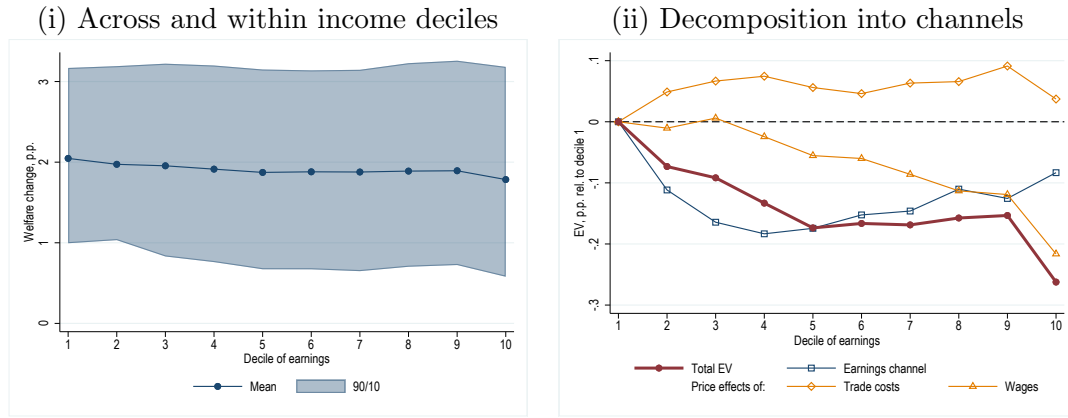 (i) Across and within income deciles
Welfare change, p.p.
3
2
1
0
1 2 3 4 5 6 7 8 9 10
Decile of earnings
Mean 90/10
(ii) Decomposition into channels
EV, p.p. rel. to decile 1
.1
0
-.1
-.2
-.3
1 2 3 4 5 6 7 8 9 10
Decile of earnings
Total EV Earnings channel
Price effects of: Trade costs Wages